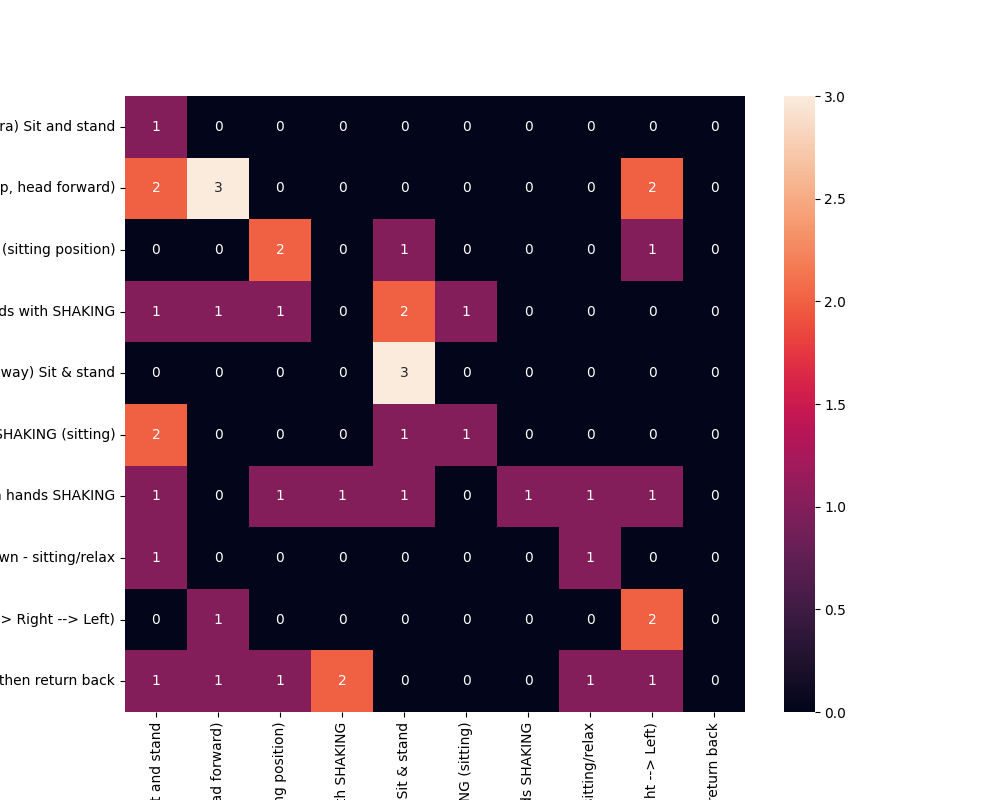 ra) Sit and stand 1 0 0 0 0 0 0 0 0 0
p, head forward) 2 3 0 0 0 0 0 0 2 0
(sitting position) 0 0 2 0 1 0 0 0 1 0
ds with SHAKING 1 1 1 0 2 1 0 0 0 0
way) Sit & stand 0 0 0 0 3 0 0 0 0 0
SHAKING (sitting) 2 0 0 0 1 1 0 0 0 0
hands SHAKING 1 0 1 1 1 0 1 1 1 0
wn - sitting/relax 1 0 0 0 0 0 0 1 0 0
> Right --> Left) 0 1 0 0 0 0 0 0 2 0
then return back 1 1 1 2 0 0 0 1 1 0
t and stand
ad forward)
ng position)
th SHAKING
Sit & stand
NG (sitting)
ds SHAKING
sitting/relax
ht --> Left)
return back
3.0
2.5
2.0
1.5
1.0
0.5
0.0